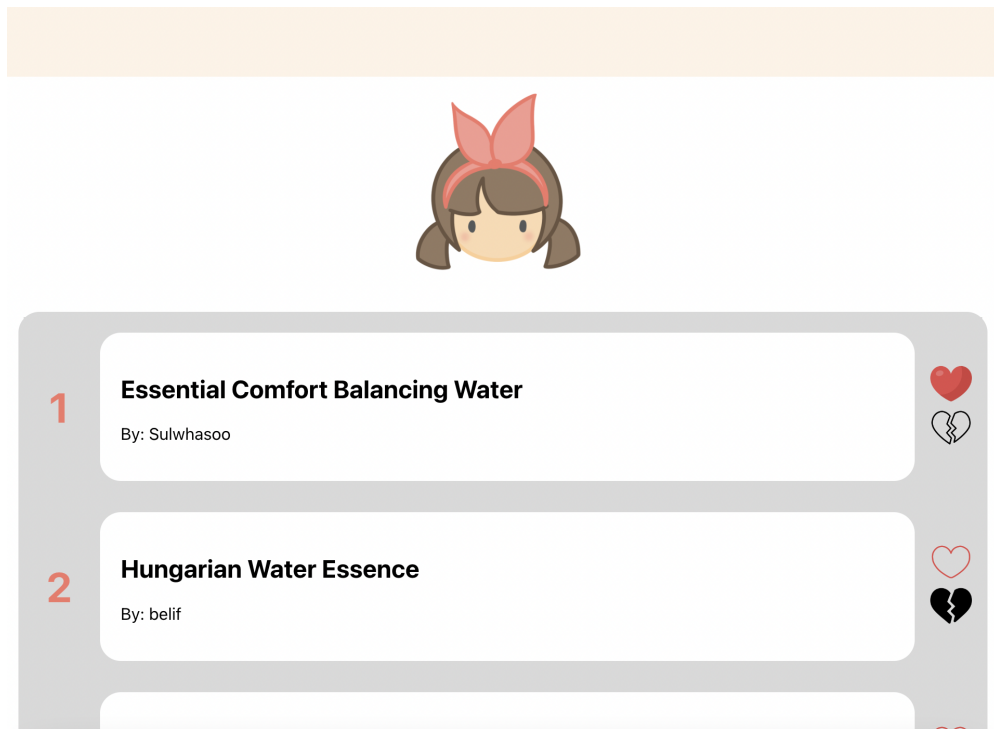 1
Essential Comfort Balancing Water
By: Sulwhasoo
2
Hungarian Water Essence
By: belif